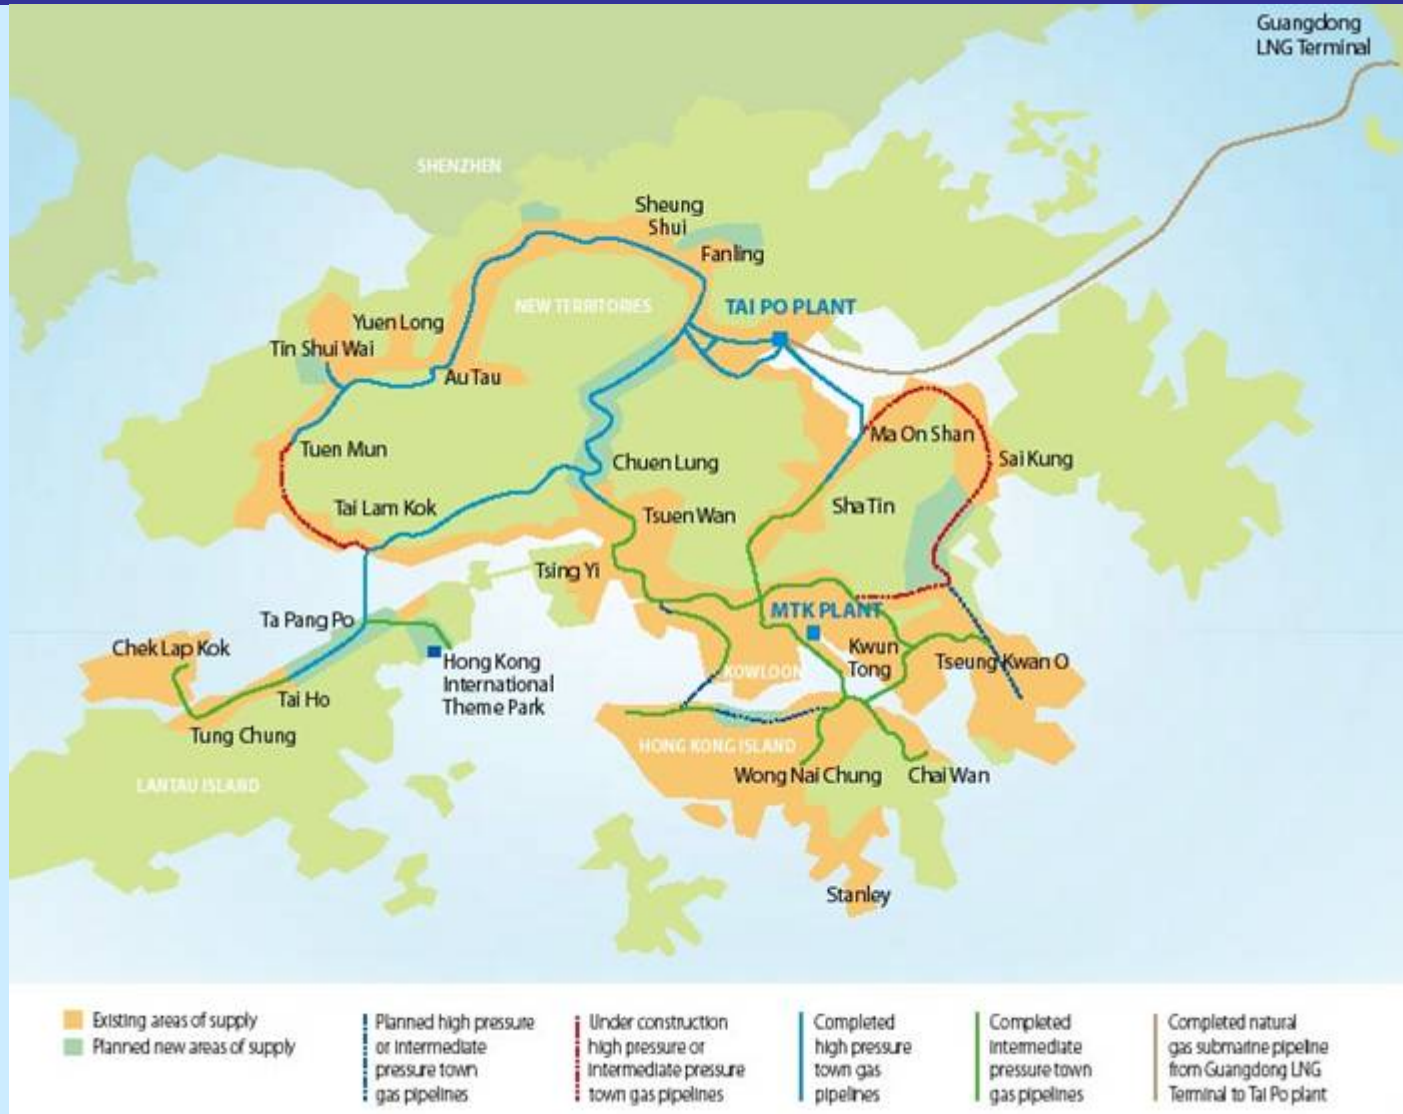 Guangdong
LNG Terminal
SHENZHEN
Sheung
Shui
Fanling
NEW TERRITORIES
TAI PO PLANT
Yuen Long
Tin Shui Wai
Au Tau
Ma On Shan
Tuen Mun
Chuen Lung
Sai Kung
Tai Lam Kok
Tsuen Wan
Sha Tin
Tsing Yi
MTK PLANT
Ta Pang Po
Chek Lap Kok
Kwun
Tong
Tseung Kwan O
Hong Kong
International
Theme Park
KOWLOON
Tai Ho
Tung Chung
HONG KONG ISLAND
Wong Nai Chung
Chai Wan
LANTAU ISLAND
Stanley
Existing areas of supply
Planned new areas of supply
Planned high pressure
or intermediate
pressure town
gas pipelines
Under construction
high pressure or
intermediate pressure
town gas pipelines
Completed
high pressure
town gas
pipelines
Completed
intermediate
pressure town
gas pipelines
Completed natural
gas submarine pipeline
from Guangdong LNG
Terminal to Tai Po plant